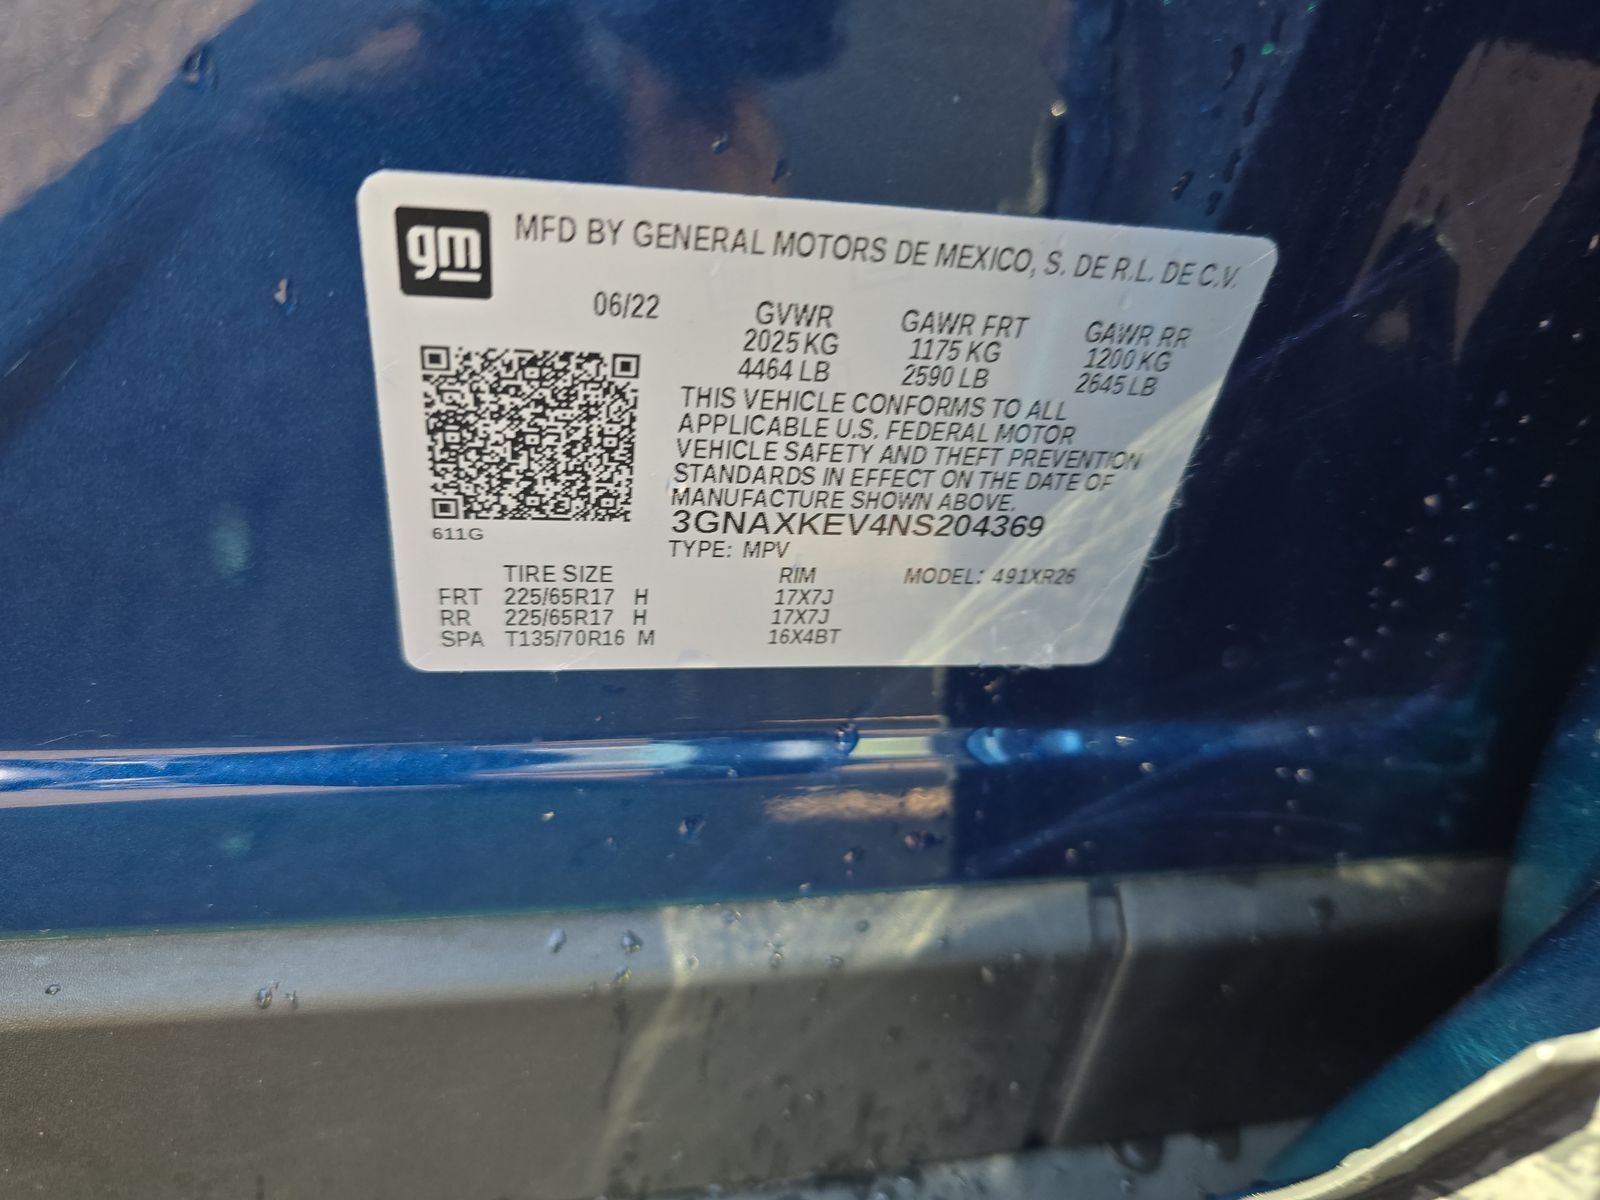 gm
MFD BY GENERAL MOTORS DE MEXICO, S. DE R.L. DE C.V.
06/22 GVWR GAWR FRT GAWR RR
2025 KG 1175 KG 1200 KG
4464 LB 2590 LB 2645 LB
THIS VEHICLE CONFORMS TO ALL
APPLICABLE U.S. FEDERAL MOTOR
VEHICLE SAFETY AND THEFT PREVENTION
STANDARDS IN EFFECT ON THE DATE OF
MANUFACTURE SHOWN ABOVE.
3GNAXKEV4NS204369
611G
TYPE: MPV
TIRE SIZE RIM MODEL: 491XR26
FRT 225/65R17 H 17X7J
RR 225/65R17 H 17X7J
SPA T135/70R16 M 16X4BT